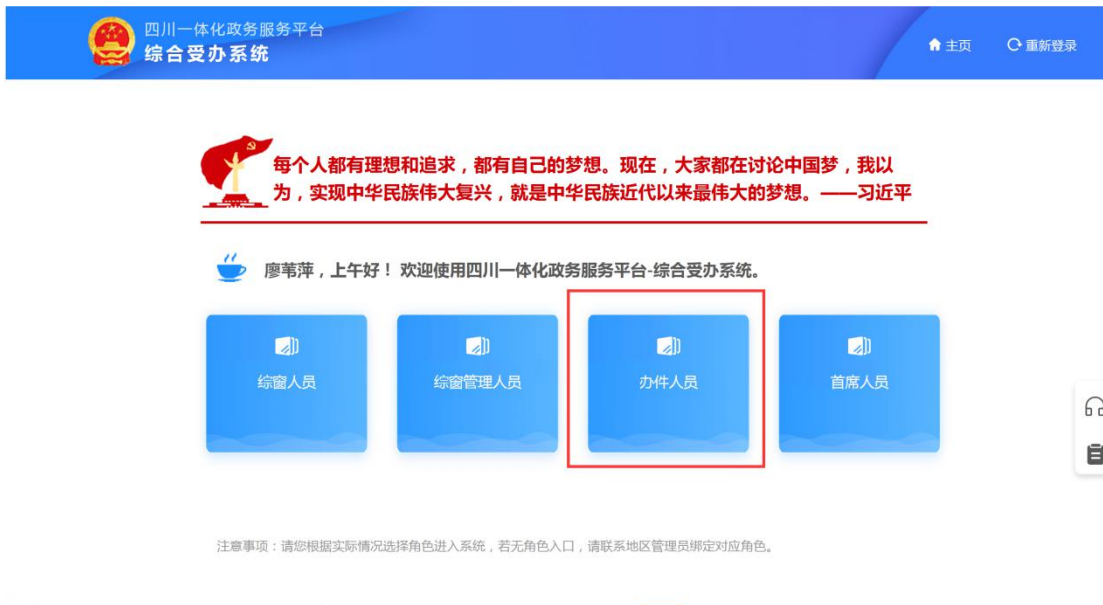 四川一体化政务服务平台
综合受办系统
主页 重新登录
每个人都有理想和追求，都有自己的梦想。现在，大家都在讨论中国梦，我以
为，实现中华民族伟大复兴，就是中华民族近代以来最伟大的梦想。——习近平
廖苇萍，上午好！欢迎使用四川一体化政务服务平台-综合受办系统。
综窗人员 综窗管理人员 办件人员 首席人员
注意事项：请您根据实际情况选择角色进入系统，若无角色入口，请联系地区管理员绑定对应角色。